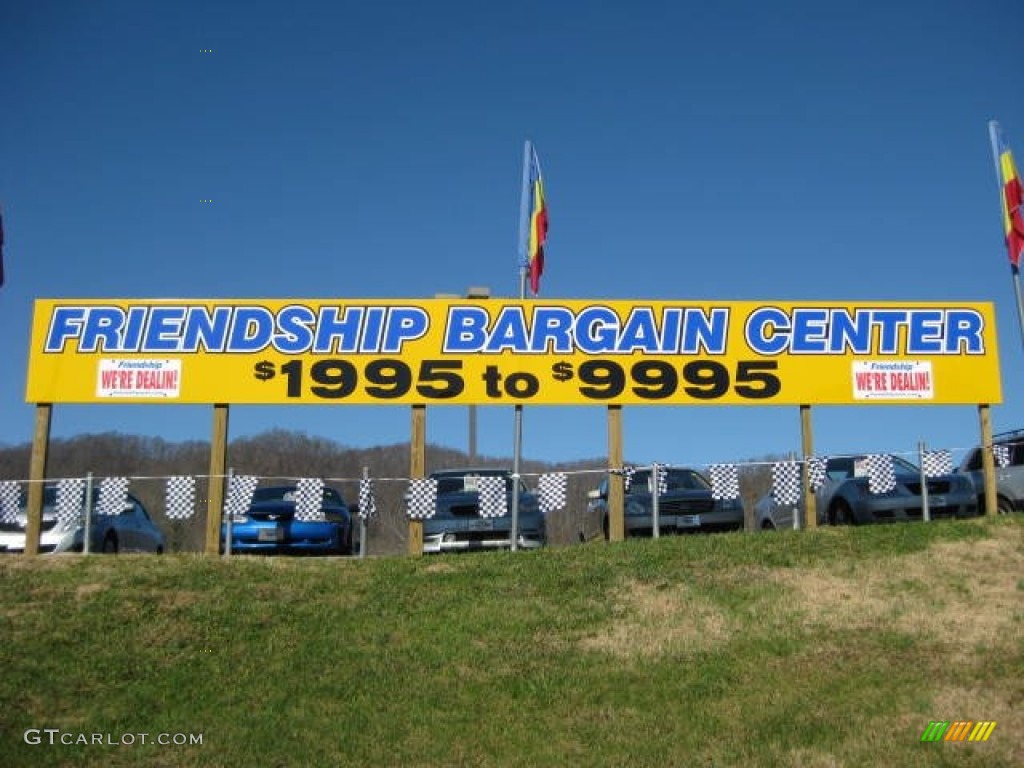 FRIENDSHIP BARGAIN CENTER
$1995 to $9995
Friendship
WE'RE DEALIN!
Friendship
WE'RE DEALIN!
GTCARLOT.COM